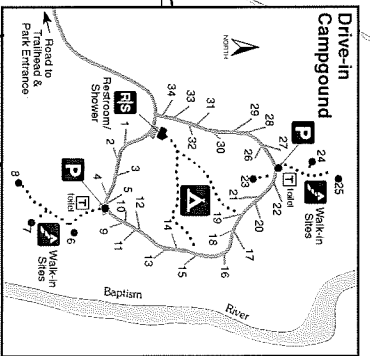 Drive-in
Campgound
NORTH
Road to
Trailhead &
Park Entrance
Restroom/
Shower
R/S
34
33
31
32
30
29
28
27
26
P
24
25
23
T
toilet
Walk-In
Sites
22
21
20
19
18
17
16
15
14
13
12
11
10
9
1
2
3
4
5
P
T
toilet
8
7
6
Walk-In
Sites
Baptism
River